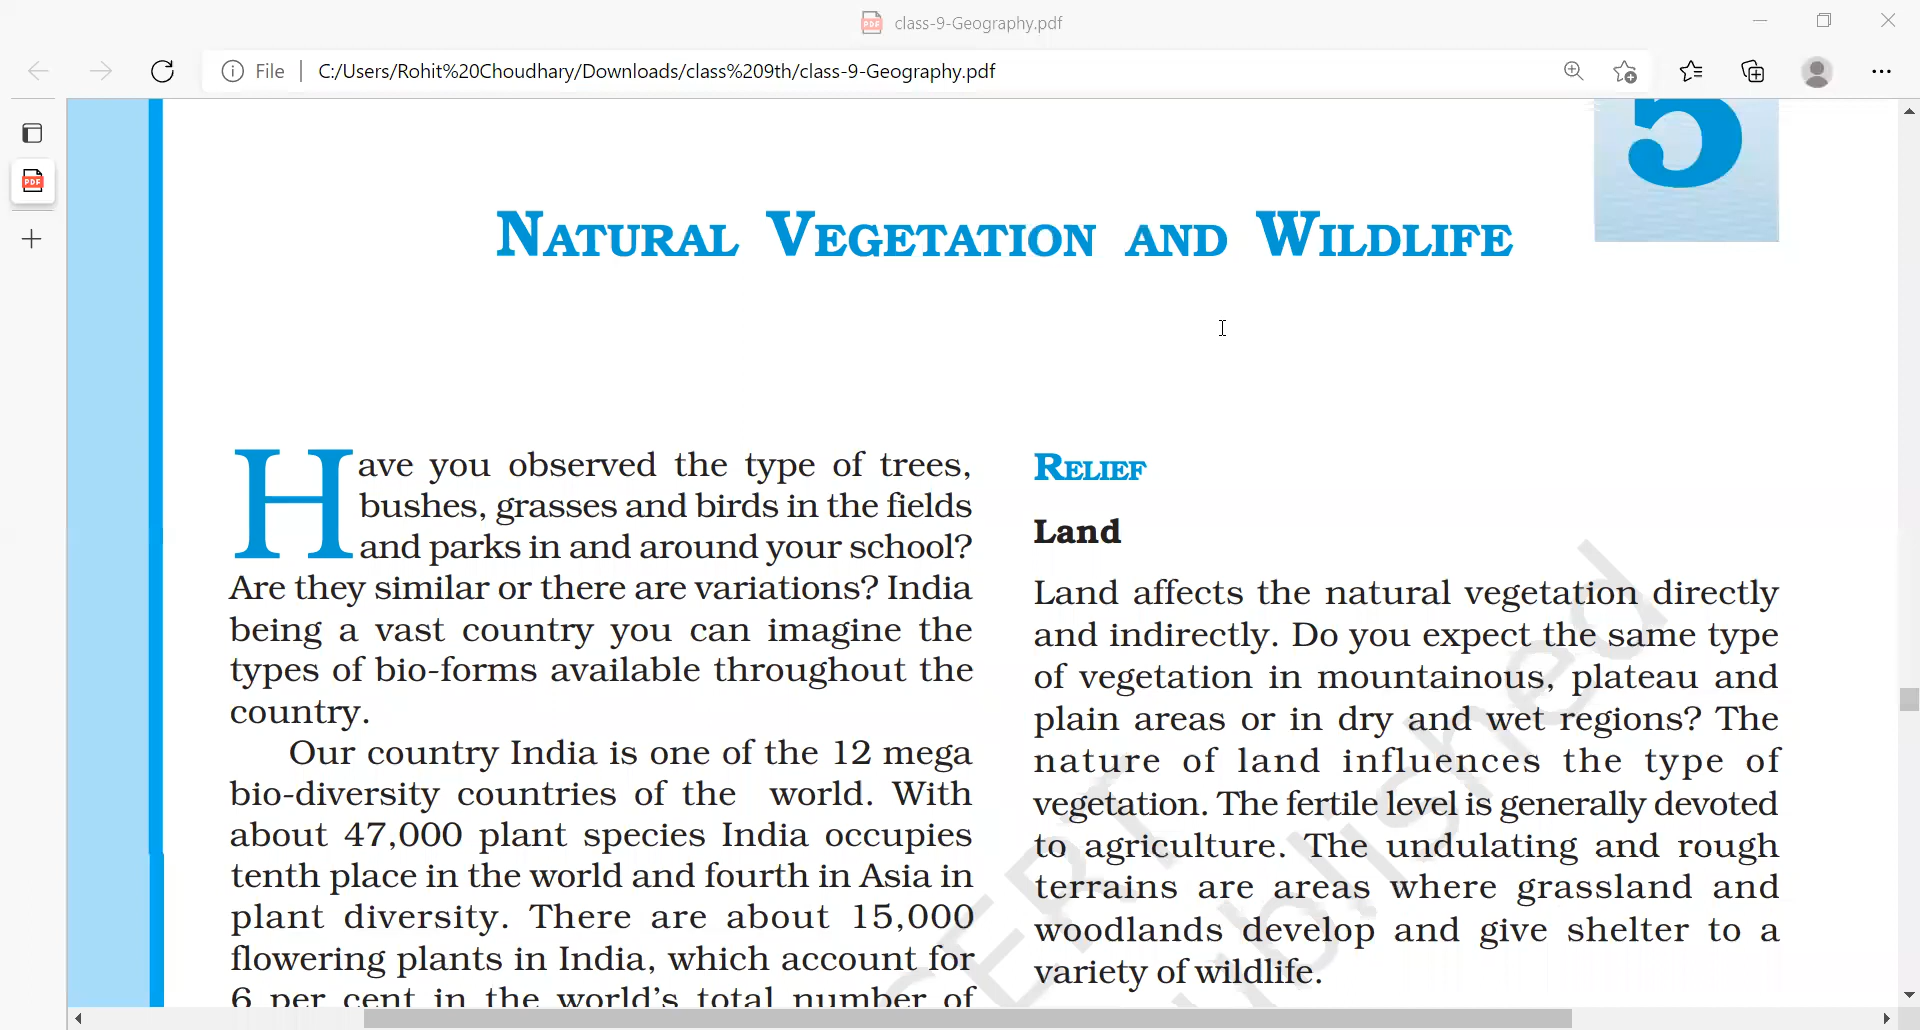 class-9-Geography.pdf
File
C:/Users/Rohit%20Choudhary/Downloads/class%209th/class-9-Geography.pdf
5
NATURAL VEGETATION AND WILDLIFE
Have you observed the type of trees,
bushes, grasses and birds in the fields
and parks in and around your school?
Are they similar or there are variations? India
being a vast country you can imagine the
types of bio-forms available throughout the
country.
Our country India is one of the 12 mega
bio-diversity countries of the world. With
about 47,000 plant species India occupies
tenth place in the world and fourth in Asia in
plant diversity. There are about 15,000
flowering plants in India, which account for
6 per cent in the world's total number of
RELIEF
Land
Land affects the natural vegetation directly
and indirectly. Do you expect the same type
of vegetation in mountainous, plateau and
plain areas or in dry and wet regions? The
nature of land influences the type of
vegetation. The fertile level is generally devoted
to agriculture. The undulating and rough
terrains are areas where grassland and
woodlands develop and give shelter to a
variety of wildlife.